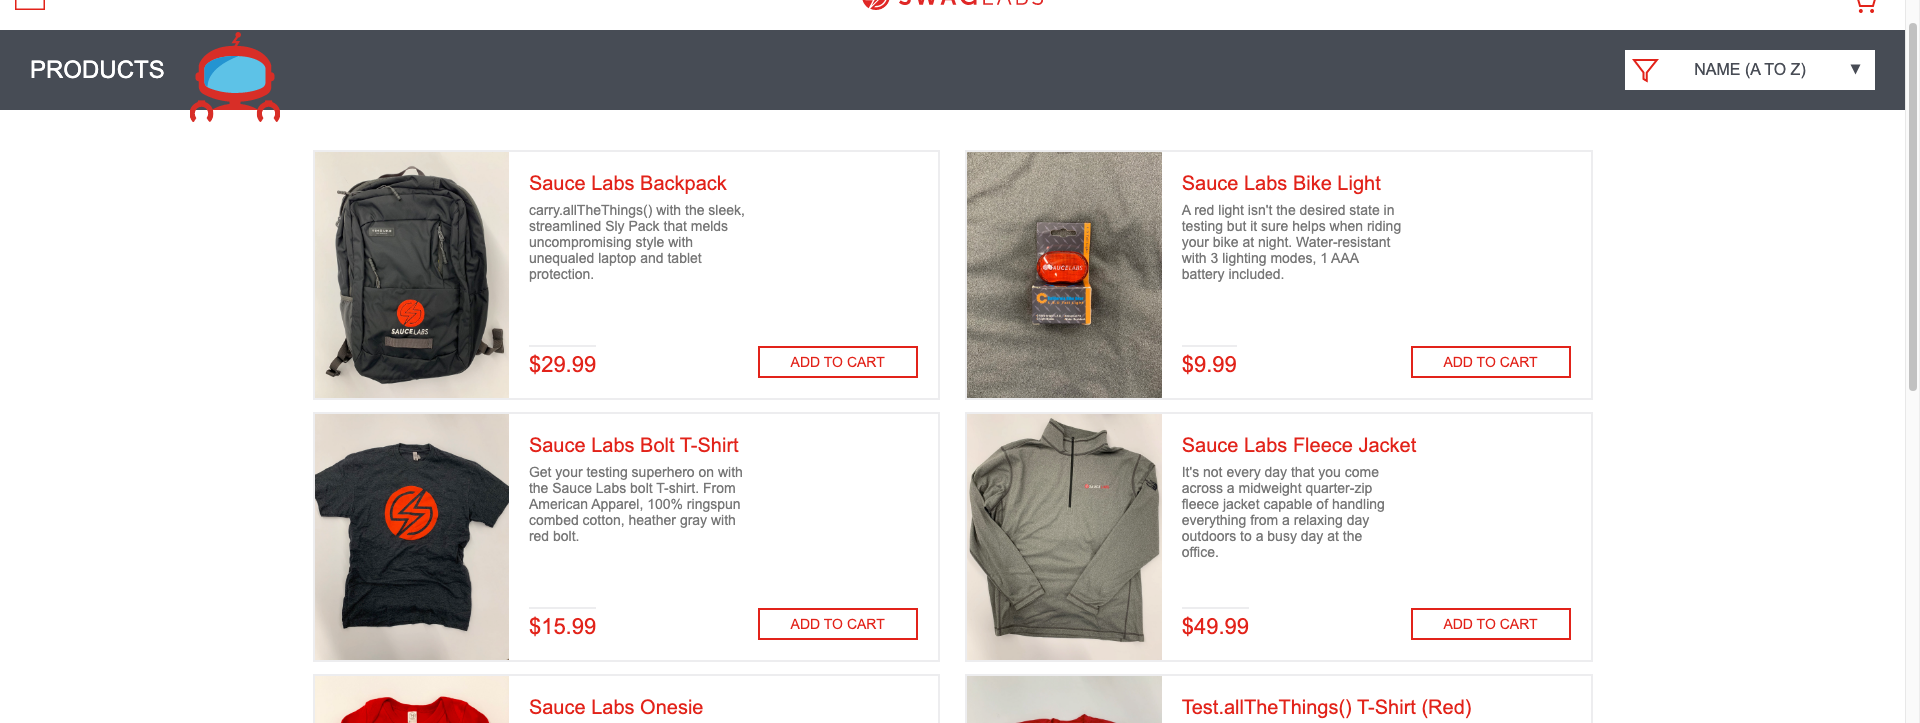 SWAGLABS
PRODUCTS
NAME (A TO Z)
Sauce Labs Backpack
carry.allTheThings() with the sleek,
streamlined Sly Pack that melds
uncompromising style with
unequaled laptop and tablet
protection.
SAUCELABS
$29.99
ADD TO CART
Sauce Labs Bike Light
A red light isn't the desired state in
testing but it sure helps when riding
your bike at night. Water-resistant
with 3 lighting modes, 1 AAA
battery included.
SAUCELABS
$9.99
ADD TO CART
Sauce Labs Bolt T-Shirt
Get your testing superhero on with
the Sauce Labs bolt T-shirt. From
American Apparel, 100% ringspun
combed cotton, heather gray with
red bolt.
$15.99
ADD TO CART
Sauce Labs Fleece Jacket
It's not every day that you come
across a midweight quarter-zip
fleece jacket capable of handling
everything from a relaxing day
outdoors to a busy day at the
office.
$49.99
ADD TO CART
Sauce Labs Onesie
Test.allTheThings() T-Shirt (Red)